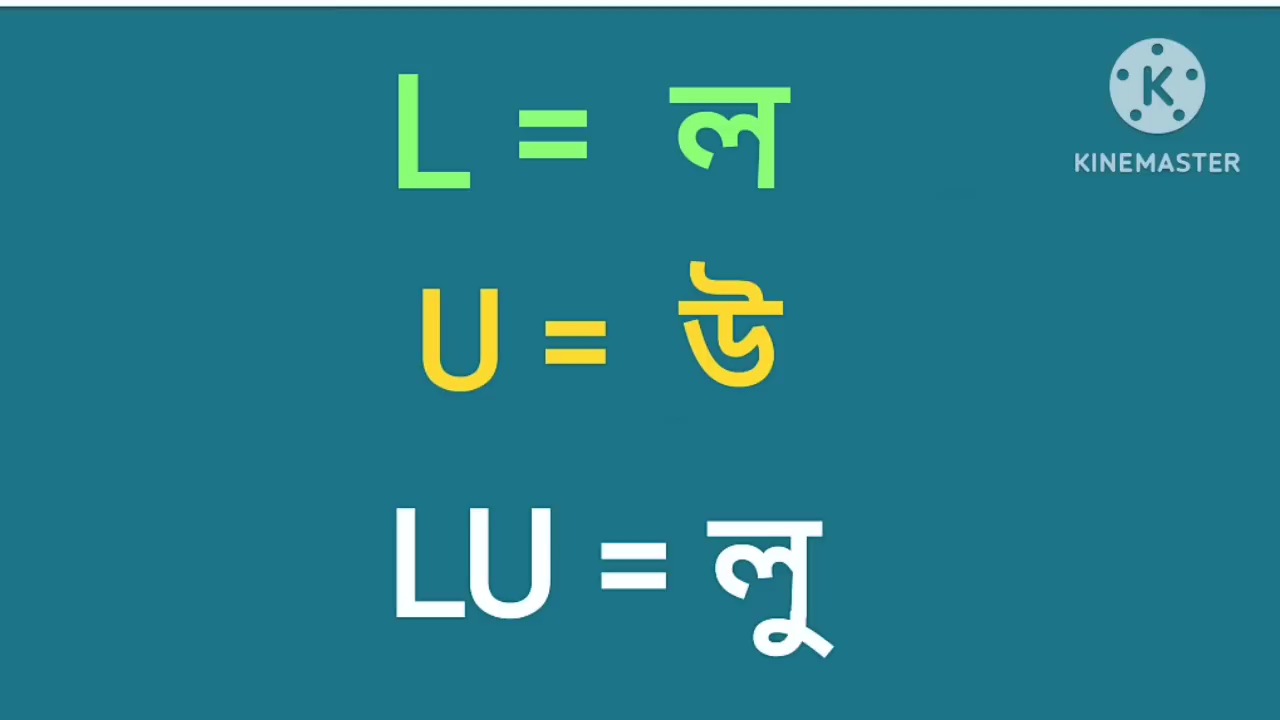 L = ল
K
KINEMASTER
U = উ
LU = লু